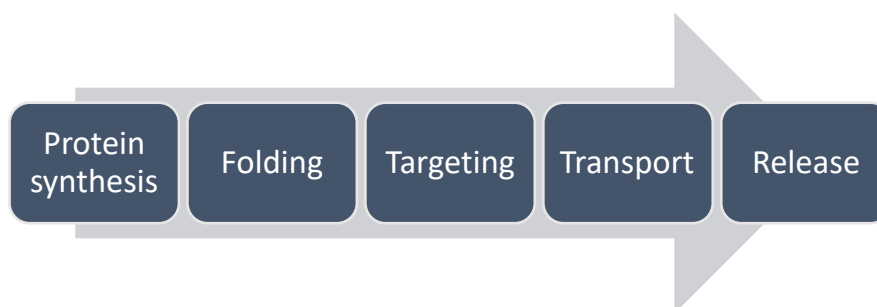 Protein
synthesis
Folding
Targeting
Transport
Release